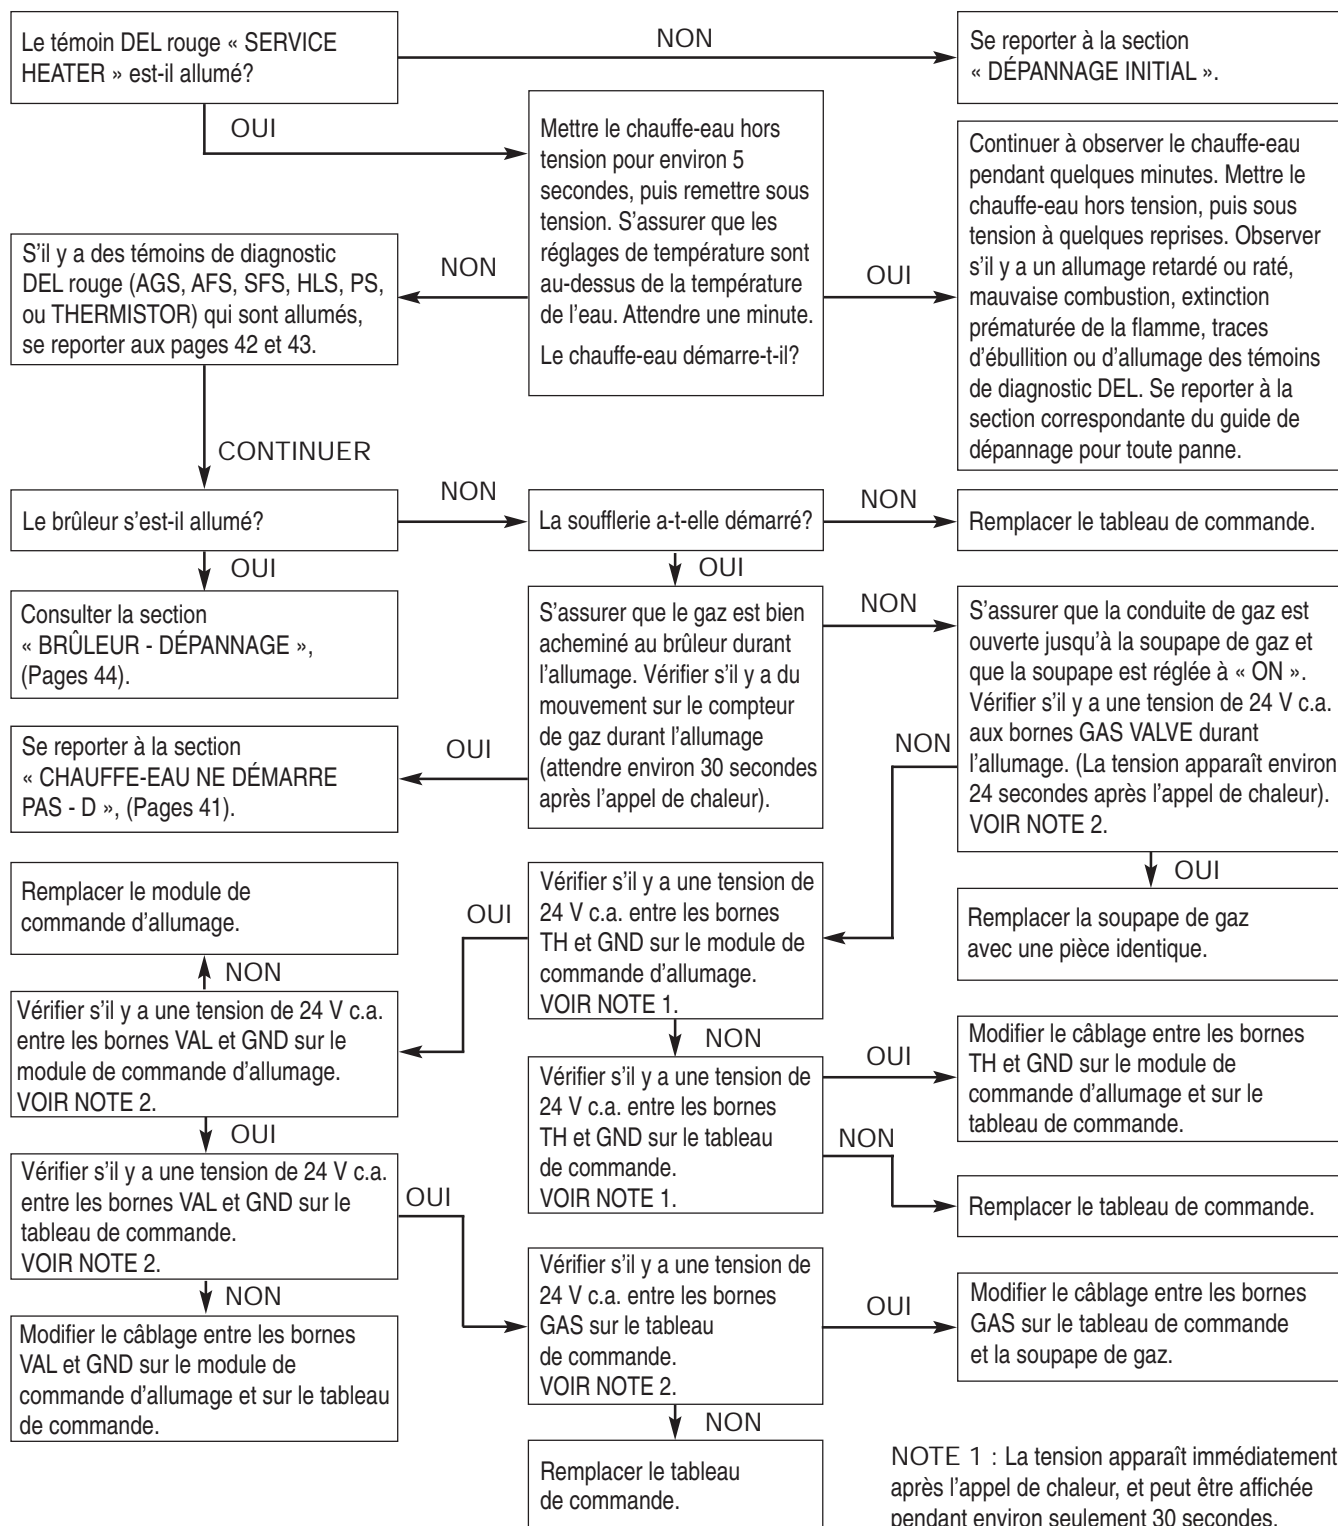 Le témoin DEL rouge « SERVICE
HEATER » est-il allumé?
NON
Se reporter à la section
« DÉPANNAGE INITIAL ».
OUI
Mettre le chauffe-eau hors
tension pour environ 5
secondes, puis remettre sous
tension. S'assurer que les
réglages de température sont
au-dessus de la température
de l'eau. Attendre une minute.
Le chauffe-eau démarre-t-il?
NON
S'il y a des témoins de diagnostic
DEL rouge (AGS, AFS, SFS, HLS, PS,
ou THERMISTOR) qui sont allumés,
se reporter aux pages 42 et 43.
OUI
Continuer à observer le chauffe-eau
pendant quelques minutes. Mettre le
chauffe-eau hors tension, puis sous
tension à quelques reprises. Observer
s'il y a un allumage retardé ou raté,
mauvaise combustion, extinction
prématurée de la flamme, traces
d'ébullition ou d'allumage des témoins
de diagnostic DEL. Se reporter à la
section correspondante du guide de
dépannage pour toute panne.
CONTINUER
Le brûleur s'est-il allumé?
NON
La soufflerie a-t-elle démarré?
NON
Remplacer le tableau de commande.
OUI
Consulter la section
« BRÛLEUR - DÉPANNAGE »,
(Pages 44).
OUI
S'assurer que le gaz est bien
acheminé au brûleur durant
l'allumage. Vérifier s'il y a du
mouvement sur le compteur
de gaz durant l'allumage
(attendre environ 30 secondes
après l'appel de chaleur).
NON
S'assurer que la conduite de gaz est
ouverte jusqu'à la soupape de gaz et
que la soupape est réglée à « ON ».
Vérifier s'il y a une tension de 24 V c.a.
aux bornes GAS VALVE durant
l'allumage. (La tension apparaît environ
24 secondes après l'appel de chaleur).
VOIR NOTE 2.
OUI
Se reporter à la section
« CHAUFFE-EAU NE DÉMARRE
PAS - D », (Pages 41).
NON
OUI
Remplacer la soupape de gaz
avec une pièce identique.
Vérifier s'il y a une tension de
24 V c.a. entre les bornes
TH et GND sur le module de
commande d'allumage.
VOIR NOTE 1.
OUI
Remplacer le module de
commande d'allumage.
NON
Vérifier s'il y a une tension de 24 V c.a.
entre les bornes VAL et GND sur le
module de commande d'allumage.
VOIR NOTE 2.
NON
Vérifier s'il y a une tension de
24 V c.a. entre les bornes
TH et GND sur le tableau
de commande.
VOIR NOTE 1.
OUI
Modifier le câblage entre les bornes
TH et GND sur le module de
commande d'allumage et sur le
tableau de commande.
NON
Remplacer le tableau de commande.
OUI
Vérifier s'il y a une tension de 24 V c.a.
entre les bornes VAL et GND sur le
tableau de commande.
VOIR NOTE 2.
OUI
Vérifier s'il y a une tension de
24 V c.a. entre les bornes
GAS sur le tableau
de commande.
VOIR NOTE 2.
OUI
Modifier le câblage entre les bornes
GAS sur le tableau de commande
et la soupape de gaz.
NON
Modifier le câblage entre les bornes
VAL et GND sur le module de
commande d'allumage et sur le tableau
de commande.
NON
Remplacer le tableau
de commande.
NOTE 1 : La tension apparaît immédiatement
après l'appel de chaleur, et peut être affichée
pendant environ seulement 30 secondes.